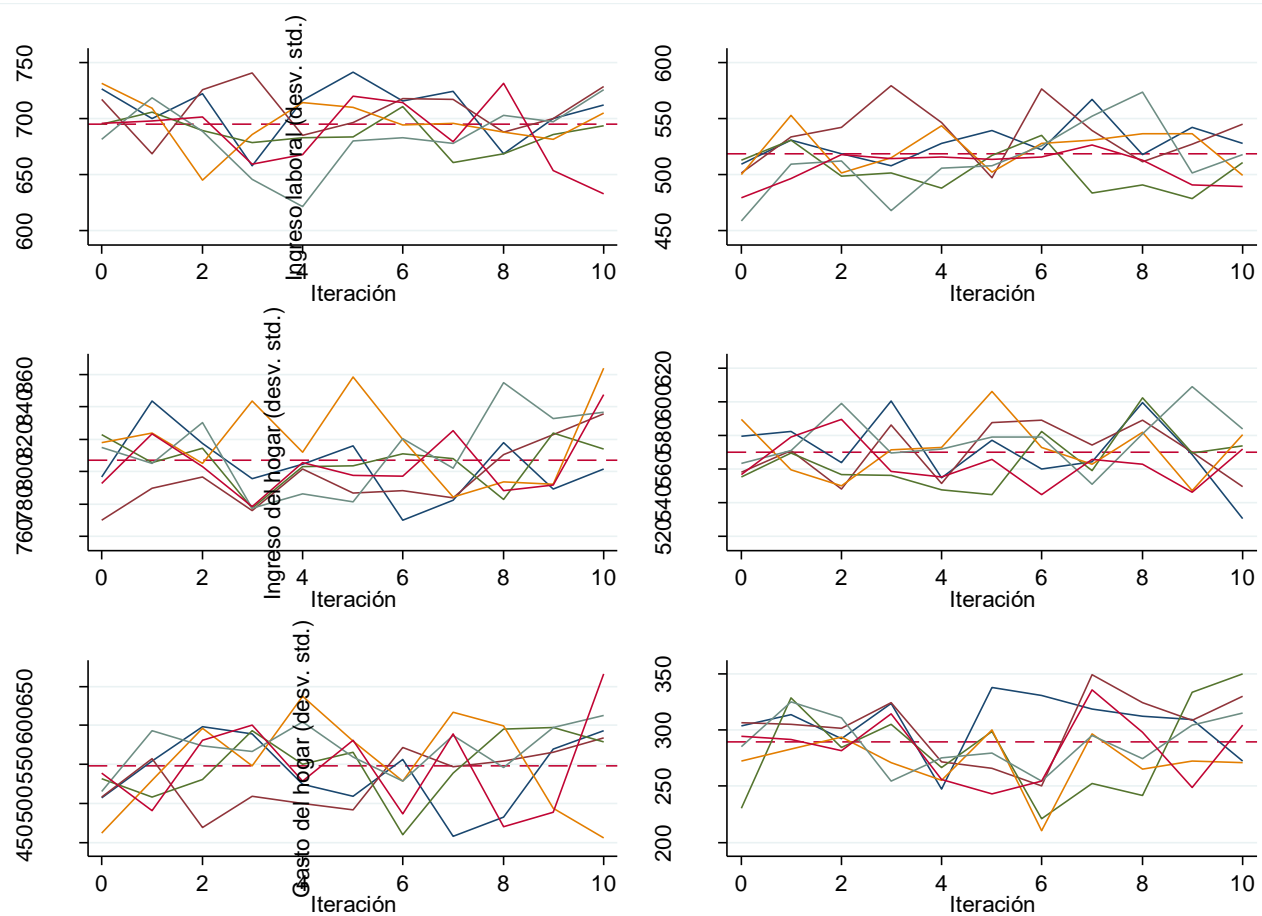 750
700
650
600
Ingreso laboral (desv. std.)
0 2 4 6 8 10
Iteración
600
550
500
450
0 2 4 6 8 10
Iteración
860
840
820
800
780
760
Ingreso del hogar (desv. std.)
0 2 4 6 8 10
Iteración
620
600
580
560
540
520
0 2 4 6 8 10
Iteración
650
600
550
500
450
Gasto del hogar (desv. std.)
0 2 4 6 8 10
Iteración
350
300
250
200
0 2 4 6 8 10
Iteración